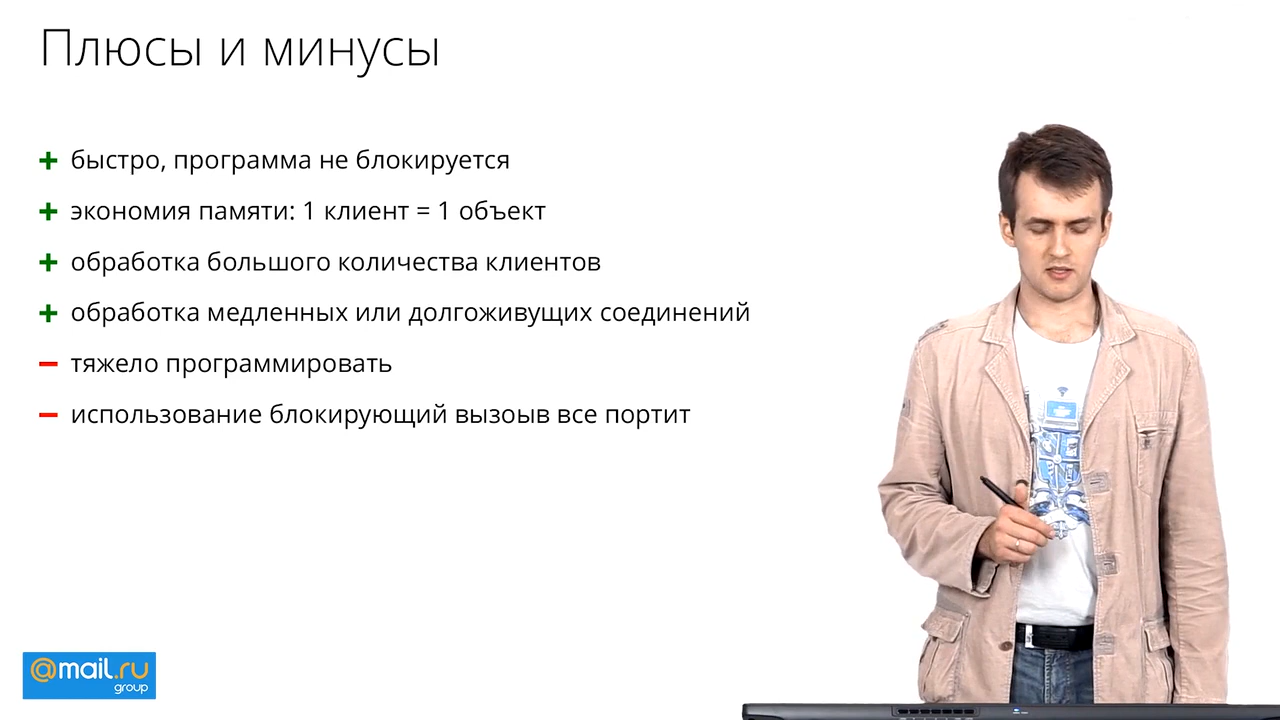 Плюсы и минусы
+ быстро, программа не блокируется
+ экономия памяти: 1 клиент = 1 объект
+ обработка большого количества клиентов
+ обработка медленных или долгоживущих соединений
− тяжело программировать
− использование блокирующий вызоыв все портит
@mail.ru
group